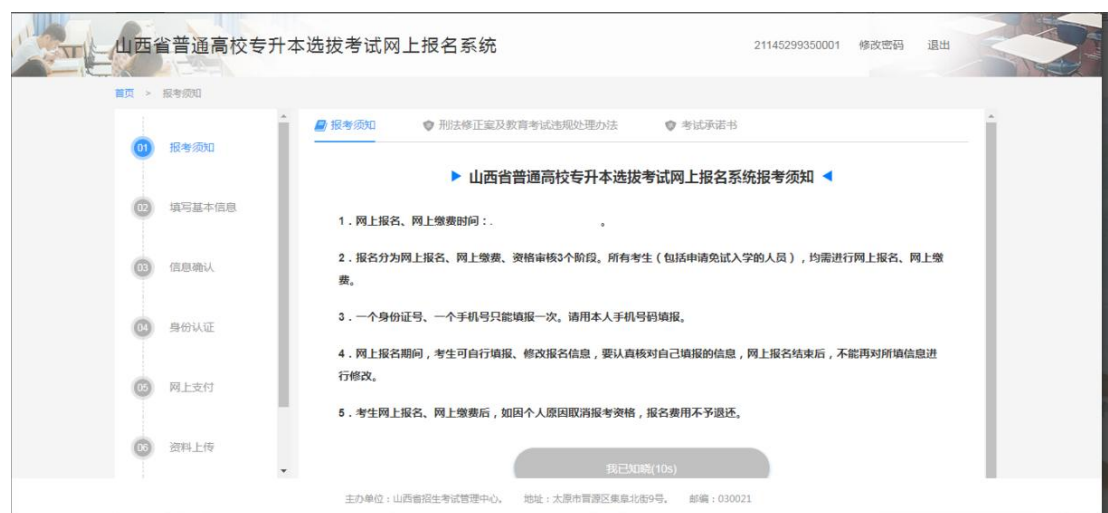 山西省普通高校专升本选拔考试网上报名系统
21145299350001 修改密码 退出
首页 > 报考须知
01 报考须知
02 填写基本信息
03 信息确认
04 身份认证
05 网上支付
06 资料上传
报考须知 刑法修正案及教育考试违规处理办法 考试承诺书
山西省普通高校专升本选拔考试网上报名系统报考须知
1．网上报名、网上缴费时间：. 。
2．报名分为网上报名、网上缴费、资格审核3个阶段。所有考生（包括申请免试入学的人员），均需进行网上报名、网上缴
费。
3．一个身份证号、一个手机号只能填报一次。请用本人手机号码填报。
4．网上报名期间，考生可自行填报、修改报名信息，要认真核对自己填报的信息，网上报名结束后，不能再对所填信息进
行修改。
5．考生网上报名、网上缴费后，如因个人原因取消报考资格，报名费用不予退还。
我已知晓(10s)
主办单位：山西省招生考试管理中心。 地址：太原市晋源区集阜北街9号。 邮编：030021